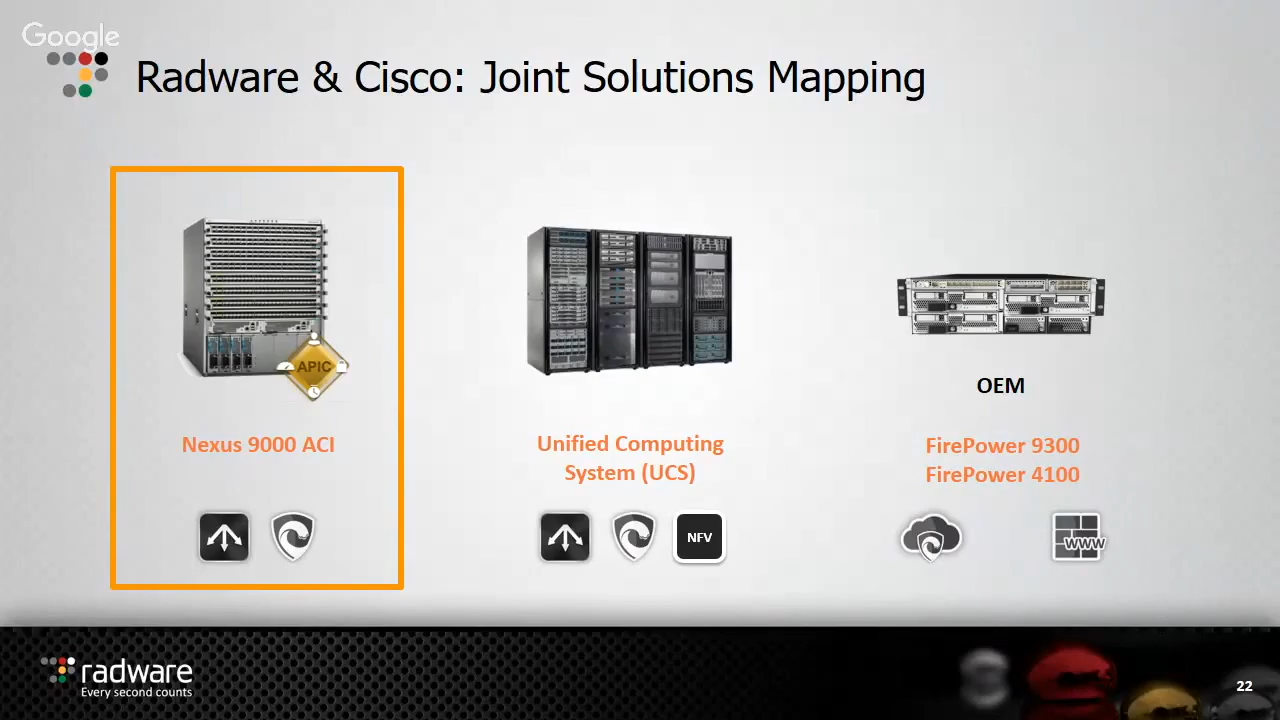 Google
Radware & Cisco: Joint Solutions Mapping
APIC
OEM
Nexus 9000 ACI
Unified Computing
System (UCS)
FirePower 9300
FirePower 4100
NFV
www
radware
Every second counts
22